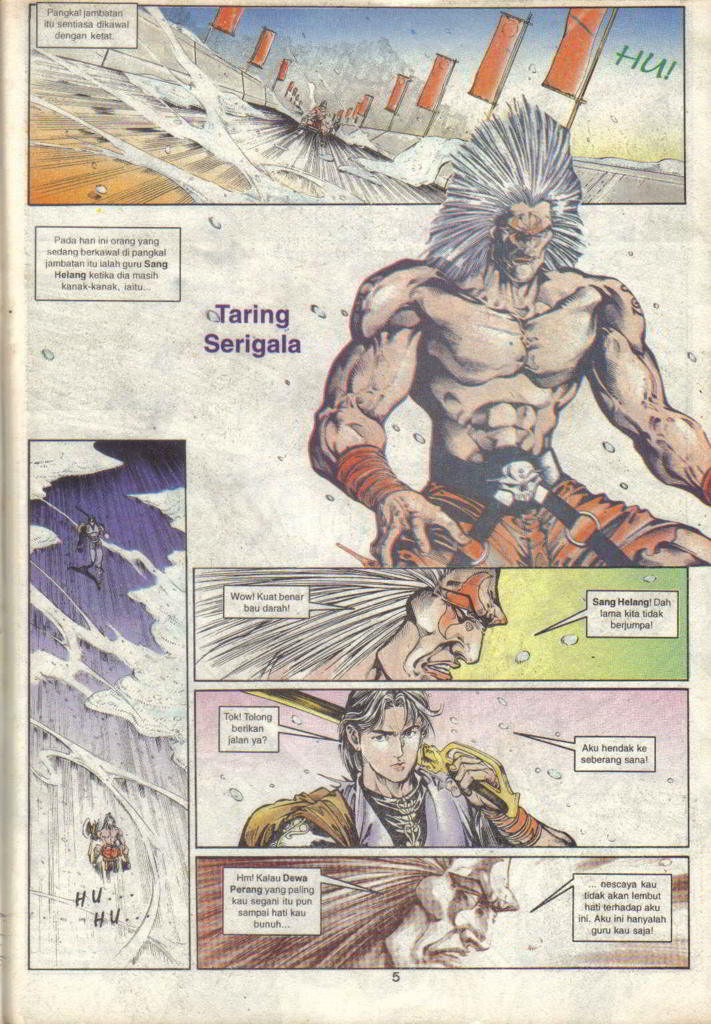 Pangkal jambatan
itu sentiasa dikawal
dengan ketat.
HU!
Pada hari ini orang yang
sedang berkawal di pangkal
jambatan itu ialah guru Sang
Helang ketika dia masih
kanak-kanak, iaitu...
Taring
Serigala
HU...
HU...
Wow! Kuat benar
bau darah!
Sang Helang! Dah
lama kita tidak
berjumpa!
Tok! Tolong
berikan
jalan ya?
Aku hendak ke
seberang sana!
Hm! Kalau Dewa
Perang yang paling
kau segani itu pun
sampai hati kau
bunuh...
... nescaya kau
tidak akan lembut
hati terhadap aku
ini. Aku ini hanyalah
guru kau saja!
5